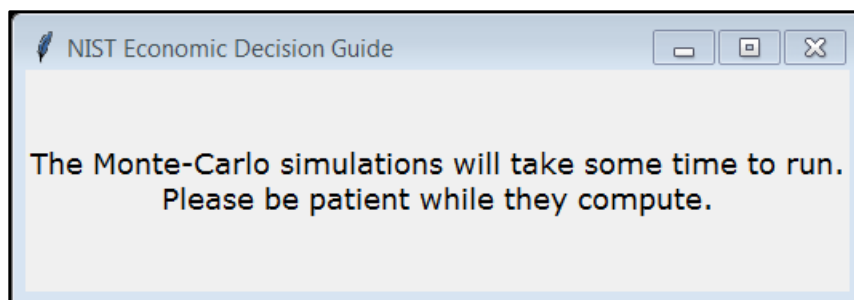 NIST Economic Decision Guide
The Monte-Carlo simulations will take some time to run.
Please be patient while they compute.